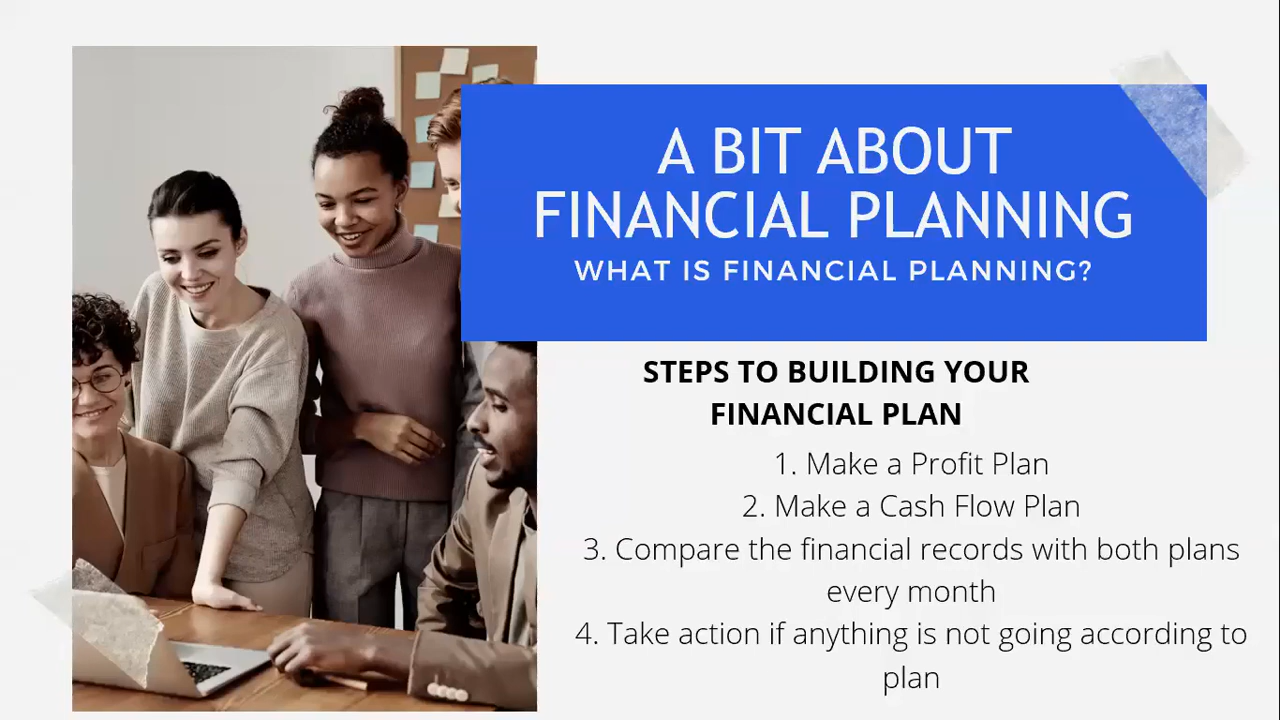 A BIT ABOUT
FINANCIAL PLANNING
WHAT IS FINANCIAL PLANNING?
STEPS TO BUILDING YOUR
FINANCIAL PLAN
1. Make a Profit Plan
2. Make a Cash Flow Plan
3. Compare the financial records with both plans
every month
4. Take action if anything is not going according to
plan